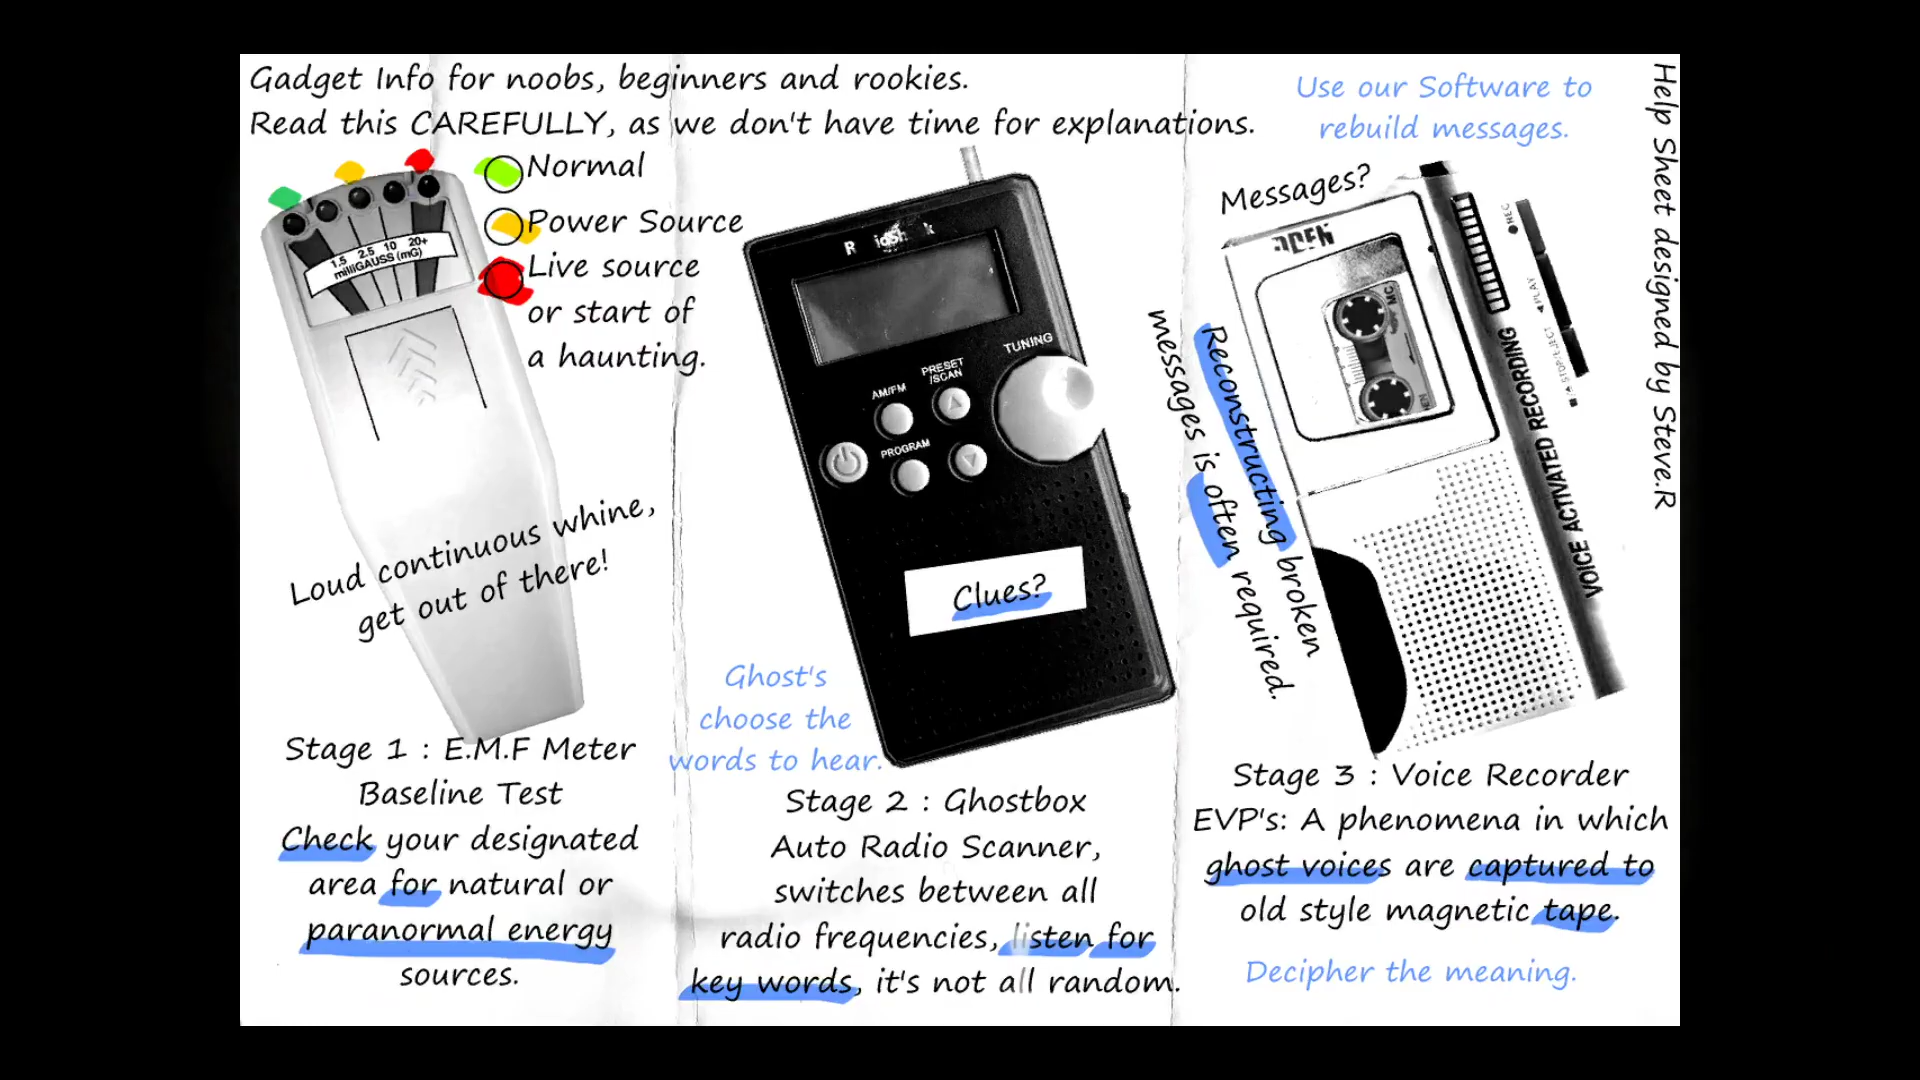 Gadget Info for noobs, beginners and rookies.
Read this CAREFULLY, as we don't have time for explanations.
Normal
Power Source
Live source
or start of
a haunting.
1.5 2.5 10 20+
milliGAUSS (mG)
Loud continuous whine,
get out of there!
Stage 1 : E.M.F Meter
Baseline Test
Check your designated
area for natural or
paranormal energy
sources.
TUNING
PRESET
/SCAN
AM/FM
PROGRAM
Clues?
Ghost's
choose the
words to hear.
Stage 2 : Ghostbox
Auto Radio Scanner,
switches between all
radio frequencies, listen for
key words, it's not all random.
Use our Software to
rebuild messages.
Messages?
Reconstructing broken
messages is often required.
REC
PLAY
STOP/EJECT
MC
VOICE ACTIVATED RECORDING
Stage 3 : Voice Recorder
EVP's: A phenomena in which
ghost voices are captured to
old style magnetic tape.
Decipher the meaning.
Help Sheet designed by Steve.R